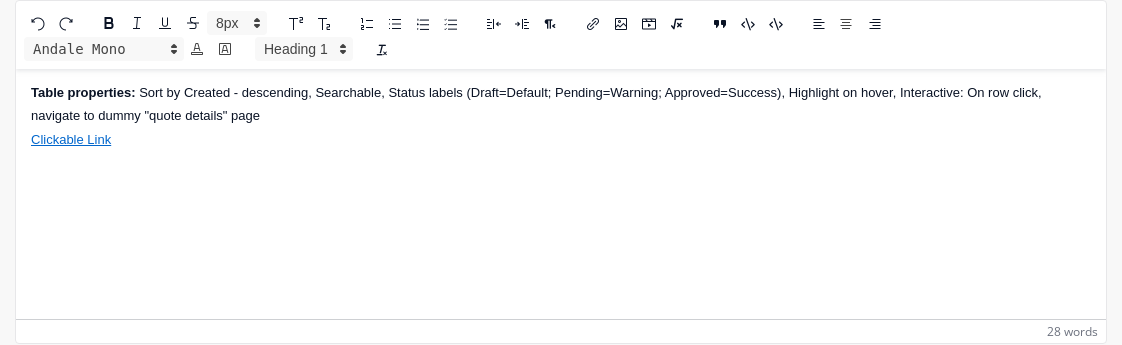 8px
Andale Mono
Heading 1
Table properties: Sort by Created - descending, Searchable, Status labels (Draft=Default; Pending=Warning; Approved=Success), Highlight on hover, Interactive: On row click,
navigate to dummy "quote details" page
Clickable Link
28 words